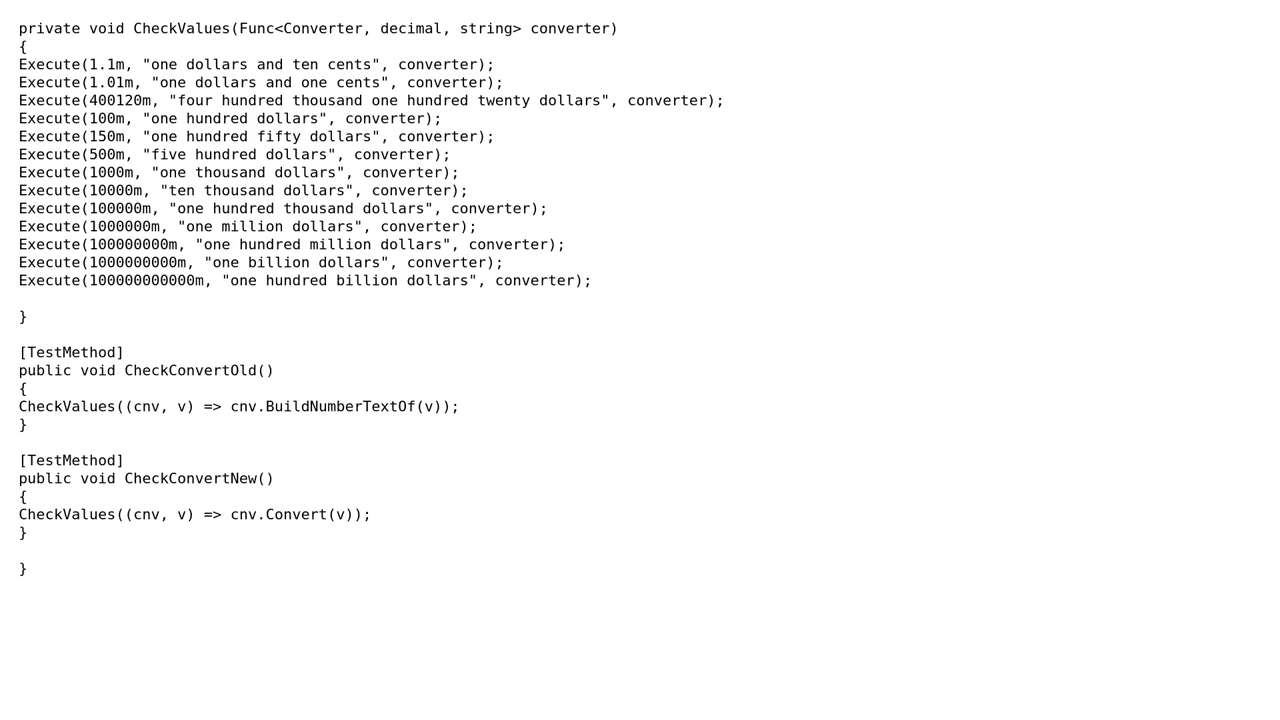 private void CheckValues(Func<Converter, decimal, string> converter)
{
Execute(1.1m, "one dollars and ten cents", converter);
Execute(1.01m, "one dollars and one cents", converter);
Execute(400120m, "four hundred thousand one hundred twenty dollars", converter);
Execute(100m, "one hundred dollars", converter);
Execute(150m, "one hundred fifty dollars", converter);
Execute(500m, "five hundred dollars", converter);
Execute(1000m, "one thousand dollars", converter);
Execute(10000m, "ten thousand dollars", converter);
Execute(100000m, "one hundred thousand dollars", converter);
Execute(1000000m, "one million dollars", converter);
Execute(100000000m, "one hundred million dollars", converter);
Execute(1000000000m, "one billion dollars", converter);
Execute(100000000000m, "one hundred billion dollars", converter);

}

[TestMethod]
public void CheckConvertOld()
{
CheckValues((cnv, v) => cnv.BuildNumberTextOf(v));
}

[TestMethod]
public void CheckConvertNew()
{
CheckValues((cnv, v) => cnv.Convert(v));
}

}